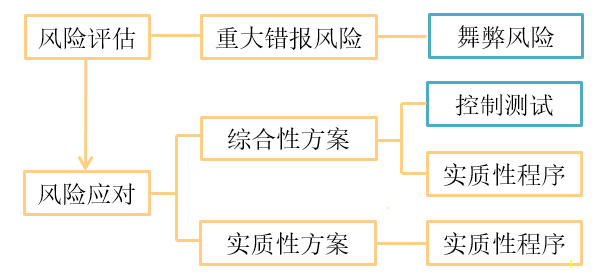 风险评估
重大错报风险
舞弊风险
控制测试
综合性方案
实质性程序
风险应对
实质性方案
实质性程序